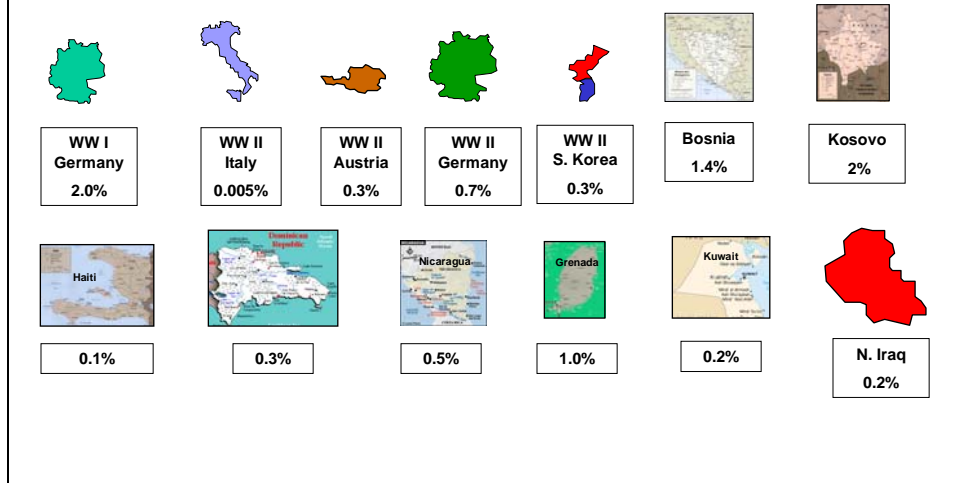 WW I
Germany
2.0%
WW II
Italy
0.005%
WW II
Austria
0.3%
WW II
Germany
0.7%
WW II
S. Korea
0.3%
Bosnia
1.4%
Kosovo
2%
Haiti
Dominican
Republic
Nicaragua
Grenada
Kuwait
0.1%
0.3%
0.5%
1.0%
0.2%
N. Iraq
0.2%